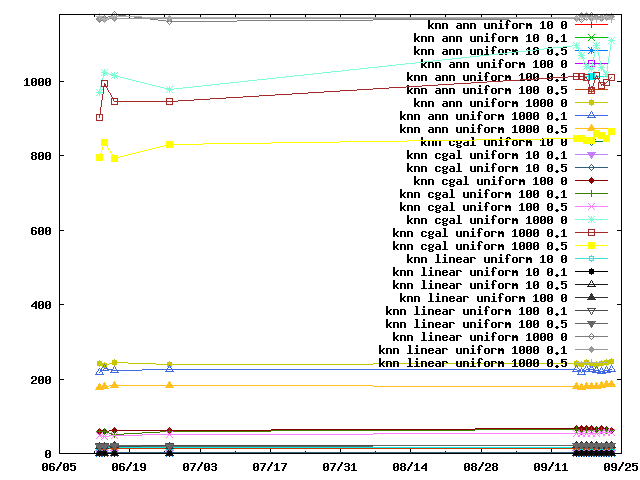 knn ann uniform 10 0
knn ann uniform 10 0.1
knn ann uniform 10 0.5
knn ann uniform 100 0
knn ann uniform 100 0.1
knn ann uniform 100 0.5
knn ann uniform 1000 0
knn ann uniform 1000 0.1
knn ann uniform 1000 0.5
knn cgal uniform 10 0
knn cgal uniform 10 0.1
knn cgal uniform 10 0.5
knn cgal uniform 100 0
knn cgal uniform 100 0.1
knn cgal uniform 100 0.5
knn cgal uniform 1000 0
knn cgal uniform 1000 0.1
knn cgal uniform 1000 0.5
knn linear uniform 10 0
knn linear uniform 10 0.1
knn linear uniform 10 0.5
knn linear uniform 100 0
knn linear uniform 100 0.1
knn linear uniform 100 0.5
knn linear uniform 1000 0
knn linear uniform 1000 0.1
knn linear uniform 1000 0.5
1000
800
600
400
200
0
06/05 06/19 07/03 07/17 07/31 08/14 08/28 09/11 09/25